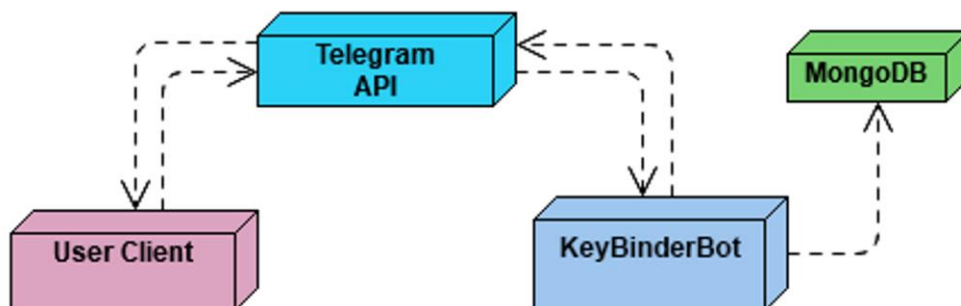 Telegram
API
MongoDB
User Client
KeyBinderBot